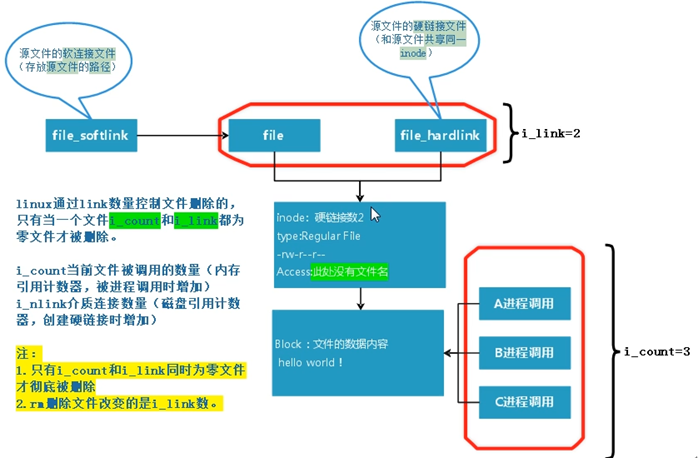 源文件的软连接文件
(存放源文件的路径)
源文件的硬链接文件
(和源文件共享同一
inode)
file_softlink
file
file_hardlink
i_link=2
linux通过link数量控制文件删除的,
只有当一个文件i_count和i_link都为
零文件才被删除。
i_count当前文件被调用的数量(内存
引用计数器,被进程调用时增加)
i_nlink介质连接数量(磁盘引用计数
器,创建硬链接时增加)
注:
1.只有i_count和i_link同时为零文件
才彻底被删除
2.rm删除文件改变的是i_link数。
inode: 硬链接数2
type:Regular File
-rw-r--r--
Access:此处没有文件名
Block:文件的数据内容
hello world!
A进程调用
B进程调用
C进程调用
i_count=3